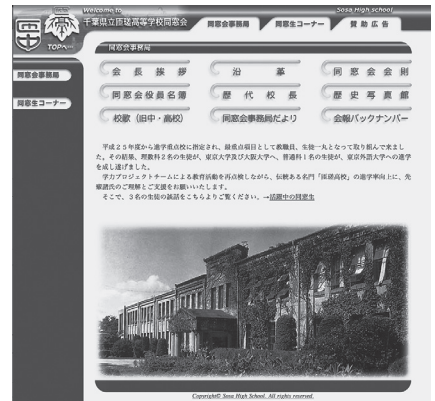 Welcome to
Sosa High school
千葉県立匝瑳高等学校同窓会
同窓会事務局
同窓生コーナー
賛助広告
TOPへ
同窓会事務局
同窓会事務局
同窓生コーナー
会長挨拶
沿革
同窓会会則
同窓会役員名簿
歴代校長
歴史写真館
校歌（旧中・高校）
同窓会事務局だより
会報バックナンバー
平成２５年度から進学重点校に指定され、最重点項目として教職員、生徒一丸となって取り組んで来まし
た。その結果、理数科２名の生徒が、東京大学及び大阪大学へ、普通科１名の生徒が、東京外語大学への進学
を成し遂げました。
学力プロジェクトチームによる教育活動を再点検しながら、伝統ある名門「匝瑳高校」の進学率向上に、先
輩諸氏のご理解とご支援をお願いいたします。
そこで、３名の生徒の談話をこちらよりご覧ください。→活躍中の同窓生
Copyright© Sosa High School. All rights reserved.